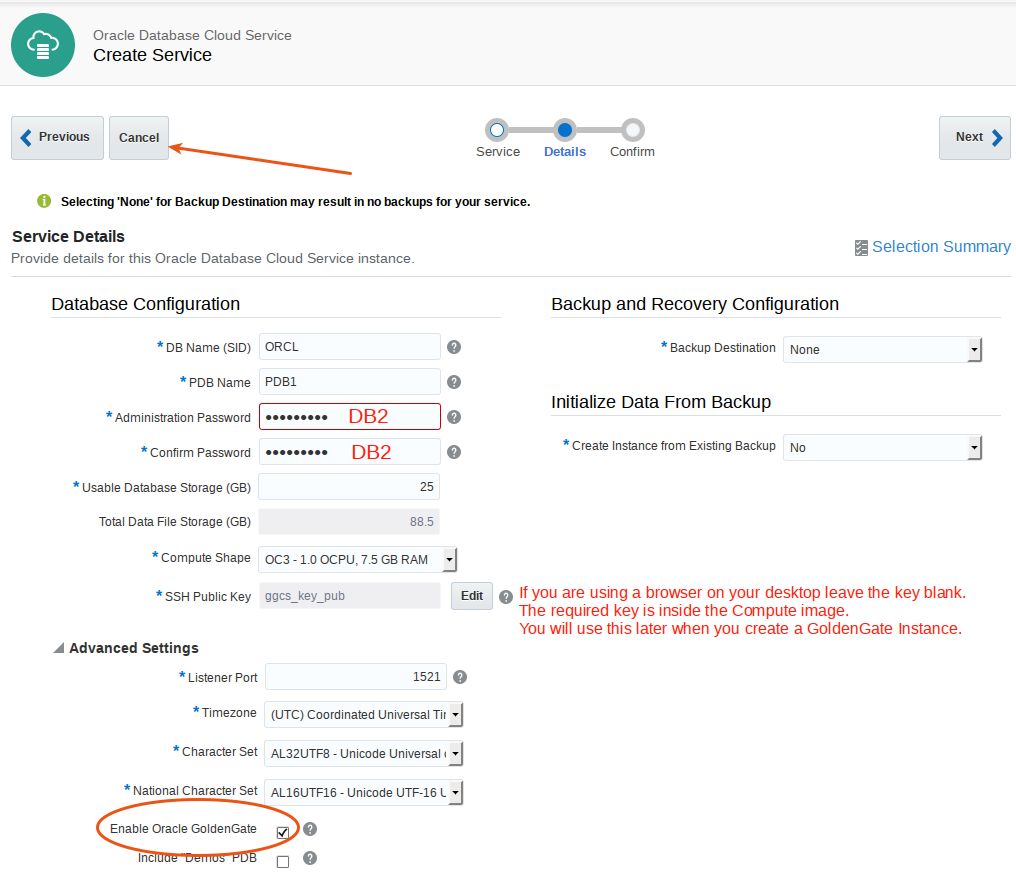 Oracle Database Cloud Service
Create Service
Previous
Cancel
Service
Details
Confirm
Next
Selecting 'None' for Backup Destination may result in no backups for your service.
Service Details
Provide details for this Oracle Database Cloud Service instance.
Selection Summary
Database Configuration
* DB Name (SID) ORCL ?
* PDB Name PDB1 ?
* Administration Password ●●●●●●●●● DB2 ?
* Confirm Password ●●●●●●●●● DB2 ?
* Usable Database Storage (GB) 25
Total Data File Storage (GB) 88.5
* Compute Shape OC3 - 1.0 OCPU, 7.5 GB RAM
* SSH Public Key ggcs_key_pub Edit ?
If you are using a browser on your desktop leave the key blank.
The required key is inside the Compute image.
You will use this later when you create a GoldenGate Instance.
Advanced Settings
* Listener Port 1521 ?
* Timezone (UTC) Coordinated Universal Tir
* Character Set AL32UTF8 - Unicode Universal
* National Character Set AL16UTF16 - Unicode UTF-16 U
Enable Oracle GoldenGate ?
Include "Demos" PDB ?
Backup and Recovery Configuration
* Backup Destination None
Initialize Data From Backup
* Create Instance from Existing Backup No